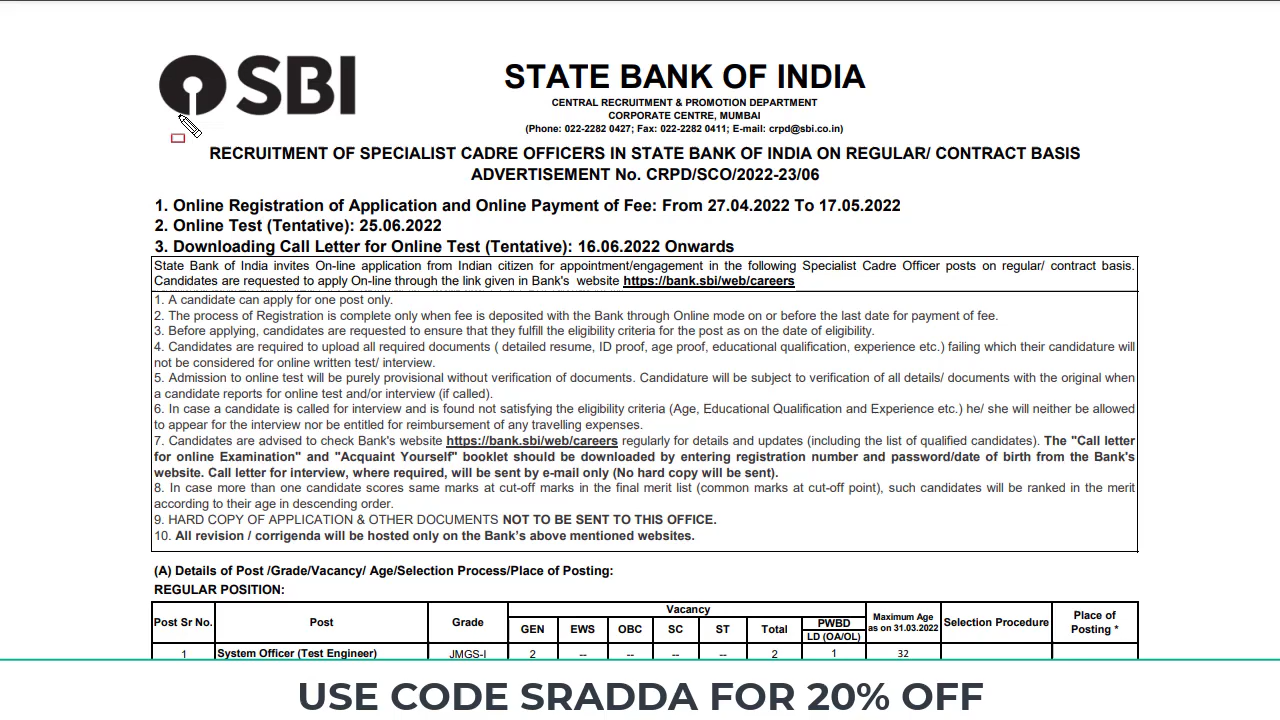 SBI
STATE BANK OF INDIA
CENTRAL RECRUITMENT & PROMOTION DEPARTMENT
CORPORATE CENTRE, MUMBAI
(Phone: 022-2282 0427; Fax: 022-2282 0411; E-mail: crpd@sbi.co.in)
RECRUITMENT OF SPECIALIST CADRE OFFICERS IN STATE BANK OF INDIA ON REGULAR/ CONTRACT BASIS
ADVERTISEMENT No. CRPD/SCO/2022-23/06
1. Online Registration of Application and Online Payment of Fee: From 27.04.2022 To 17.05.2022
2. Online Test (Tentative): 25.06.2022
3. Downloading Call Letter for Online Test (Tentative): 16.06.2022 Onwards
State Bank of India invites On-line application from Indian citizen for appointment/engagement in the following Specialist Cadre Officer posts on regular/ contract basis.
Candidates are requested to apply On-line through the link given in Bank's website https://bank.sbi/web/careers
1. A candidate can apply for one post only.
2. The process of Registration is complete only when fee is deposited with the Bank through Online mode on or before the last date for payment of fee.
3. Before applying, candidates are requested to ensure that they fulfill the eligibility criteria for the post as on the date of eligibility.
4. Candidates are required to upload all required documents ( detailed resume, ID proof, age proof, educational qualification, experience etc.) failing which their candidature will
not be considered for online written test/ interview.
5. Admission to online test will be purely provisional without verification of documents. Candidature will be subject to verification of all details/ documents with the original when
a candidate reports for online test and/or interview (if called).
6. In case a candidate is called for interview and is found not satisfying the eligibility criteria (Age, Educational Qualification and Experience etc.) he/ she will neither be allowed
to appear for the interview nor be entitled for reimbursement of any travelling expenses.
7. Candidates are advised to check Bank's website https://bank.sbi/web/careers regularly for details and updates (including the list of qualified candidates). The "Call letter
for online Examination" and "Acquaint Yourself" booklet should be downloaded by entering registration number and password/date of birth from the Bank's
website. Call letter for interview, where required, will be sent by e-mail only (No hard copy will be sent).
8. In case more than one candidate scores same marks at cut-off marks in the final merit list (common marks at cut-off point), such candidates will be ranked in the merit
according to their age in descending order.
9. HARD COPY OF APPLICATION & OTHER DOCUMENTS NOT TO BE SENT TO THIS OFFICE.
10. All revision / corrigenda will be hosted only on the Bank's above mentioned websites.
(A) Details of Post /Grade/Vacancy/ Age/Selection Process/Place of Posting:
REGULAR POSITION:
Post Sr No. Post Grade Vacancy Maximum Age as on 31.03.2022 Selection Procedure Place of Posting *
GEN EWS OBC SC ST Total PWBD
LD (OA/OL)
1 System Officer (Test Engineer) JMGS-I 2 -- -- -- -- 2 1 32
USE CODE SRADDA FOR 20% OFF